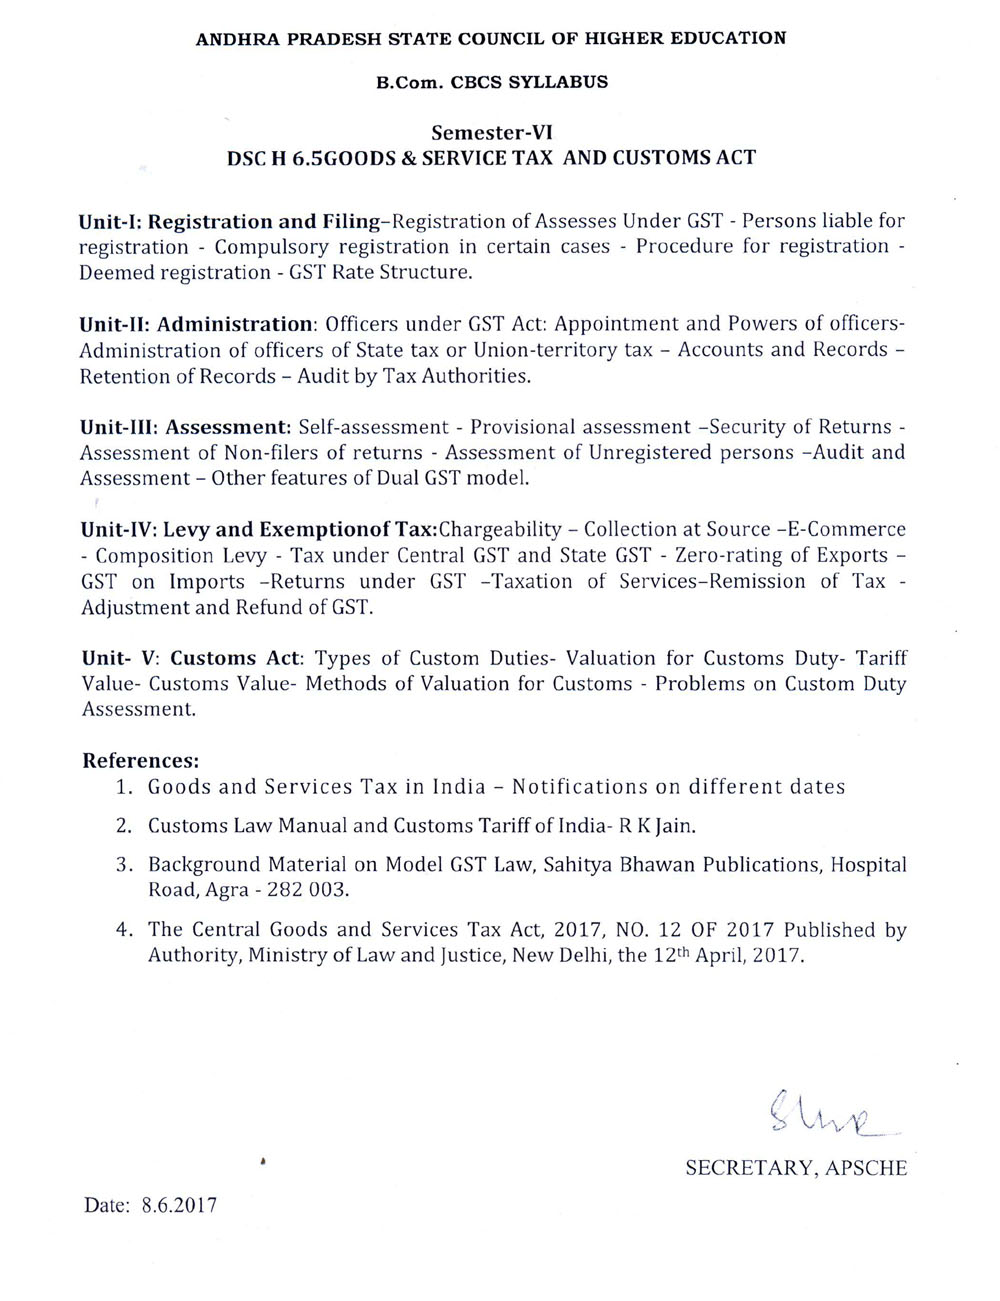 ANDHRA PRADESH STATE COUNCIL OF HIGHER EDUCATION
B.Com. CBCS SYLLABUS
Semester-VI
DSC H 6.5GOODS & SERVICE TAX AND CUSTOMS ACT
Unit-I: Registration and Filing–Registration of Assesses Under GST - Persons liable for
registration - Compulsory registration in certain cases - Procedure for registration -
Deemed registration - GST Rate Structure.
Unit-II: Administration: Officers under GST Act: Appointment and Powers of officers-
Administration of officers of State tax or Union-territory tax – Accounts and Records –
Retention of Records – Audit by Tax Authorities.
Unit-III: Assessment: Self-assessment - Provisional assessment –Security of Returns -
Assessment of Non-filers of returns - Assessment of Unregistered persons –Audit and
Assessment – Other features of Dual GST model.
Unit-IV: Levy and Exemptionof Tax:Chargeability – Collection at Source –E-Commerce
- Composition Levy - Tax under Central GST and State GST - Zero-rating of Exports –
GST on Imports –Returns under GST –Taxation of Services–Remission of Tax -
Adjustment and Refund of GST.
Unit- V: Customs Act: Types of Custom Duties- Valuation for Customs Duty- Tariff
Value- Customs Value- Methods of Valuation for Customs - Problems on Custom Duty
Assessment.
References:
1. Goods and Services Tax in India – Notifications on different dates
2. Customs Law Manual and Customs Tariff of India- R K Jain.
3. Background Material on Model GST Law, Sahitya Bhawan Publications, Hospital
Road, Agra - 282 003.
4. The Central Goods and Services Tax Act, 2017, NO. 12 OF 2017 Published by
Authority, Ministry of Law and Justice, New Delhi, the 12th April, 2017.
SECRETARY, APSCHE
Date: 8.6.2017